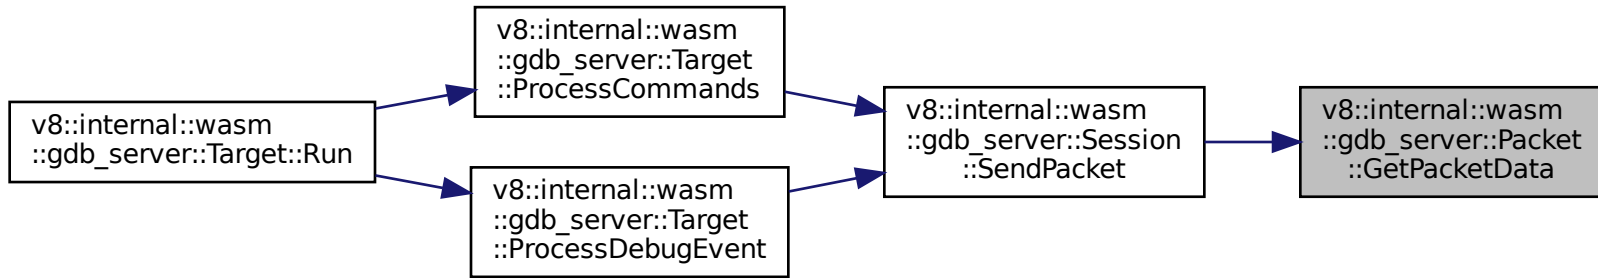 v8::internal::wasm
::gdb_server::Target::Run
v8::internal::wasm
::gdb_server::Target
::ProcessCommands
v8::internal::wasm
::gdb_server::Target
::ProcessDebugEvent
v8::internal::wasm
::gdb_server::Session
::SendPacket
v8::internal::wasm
::gdb_server::Packet
::GetPacketData